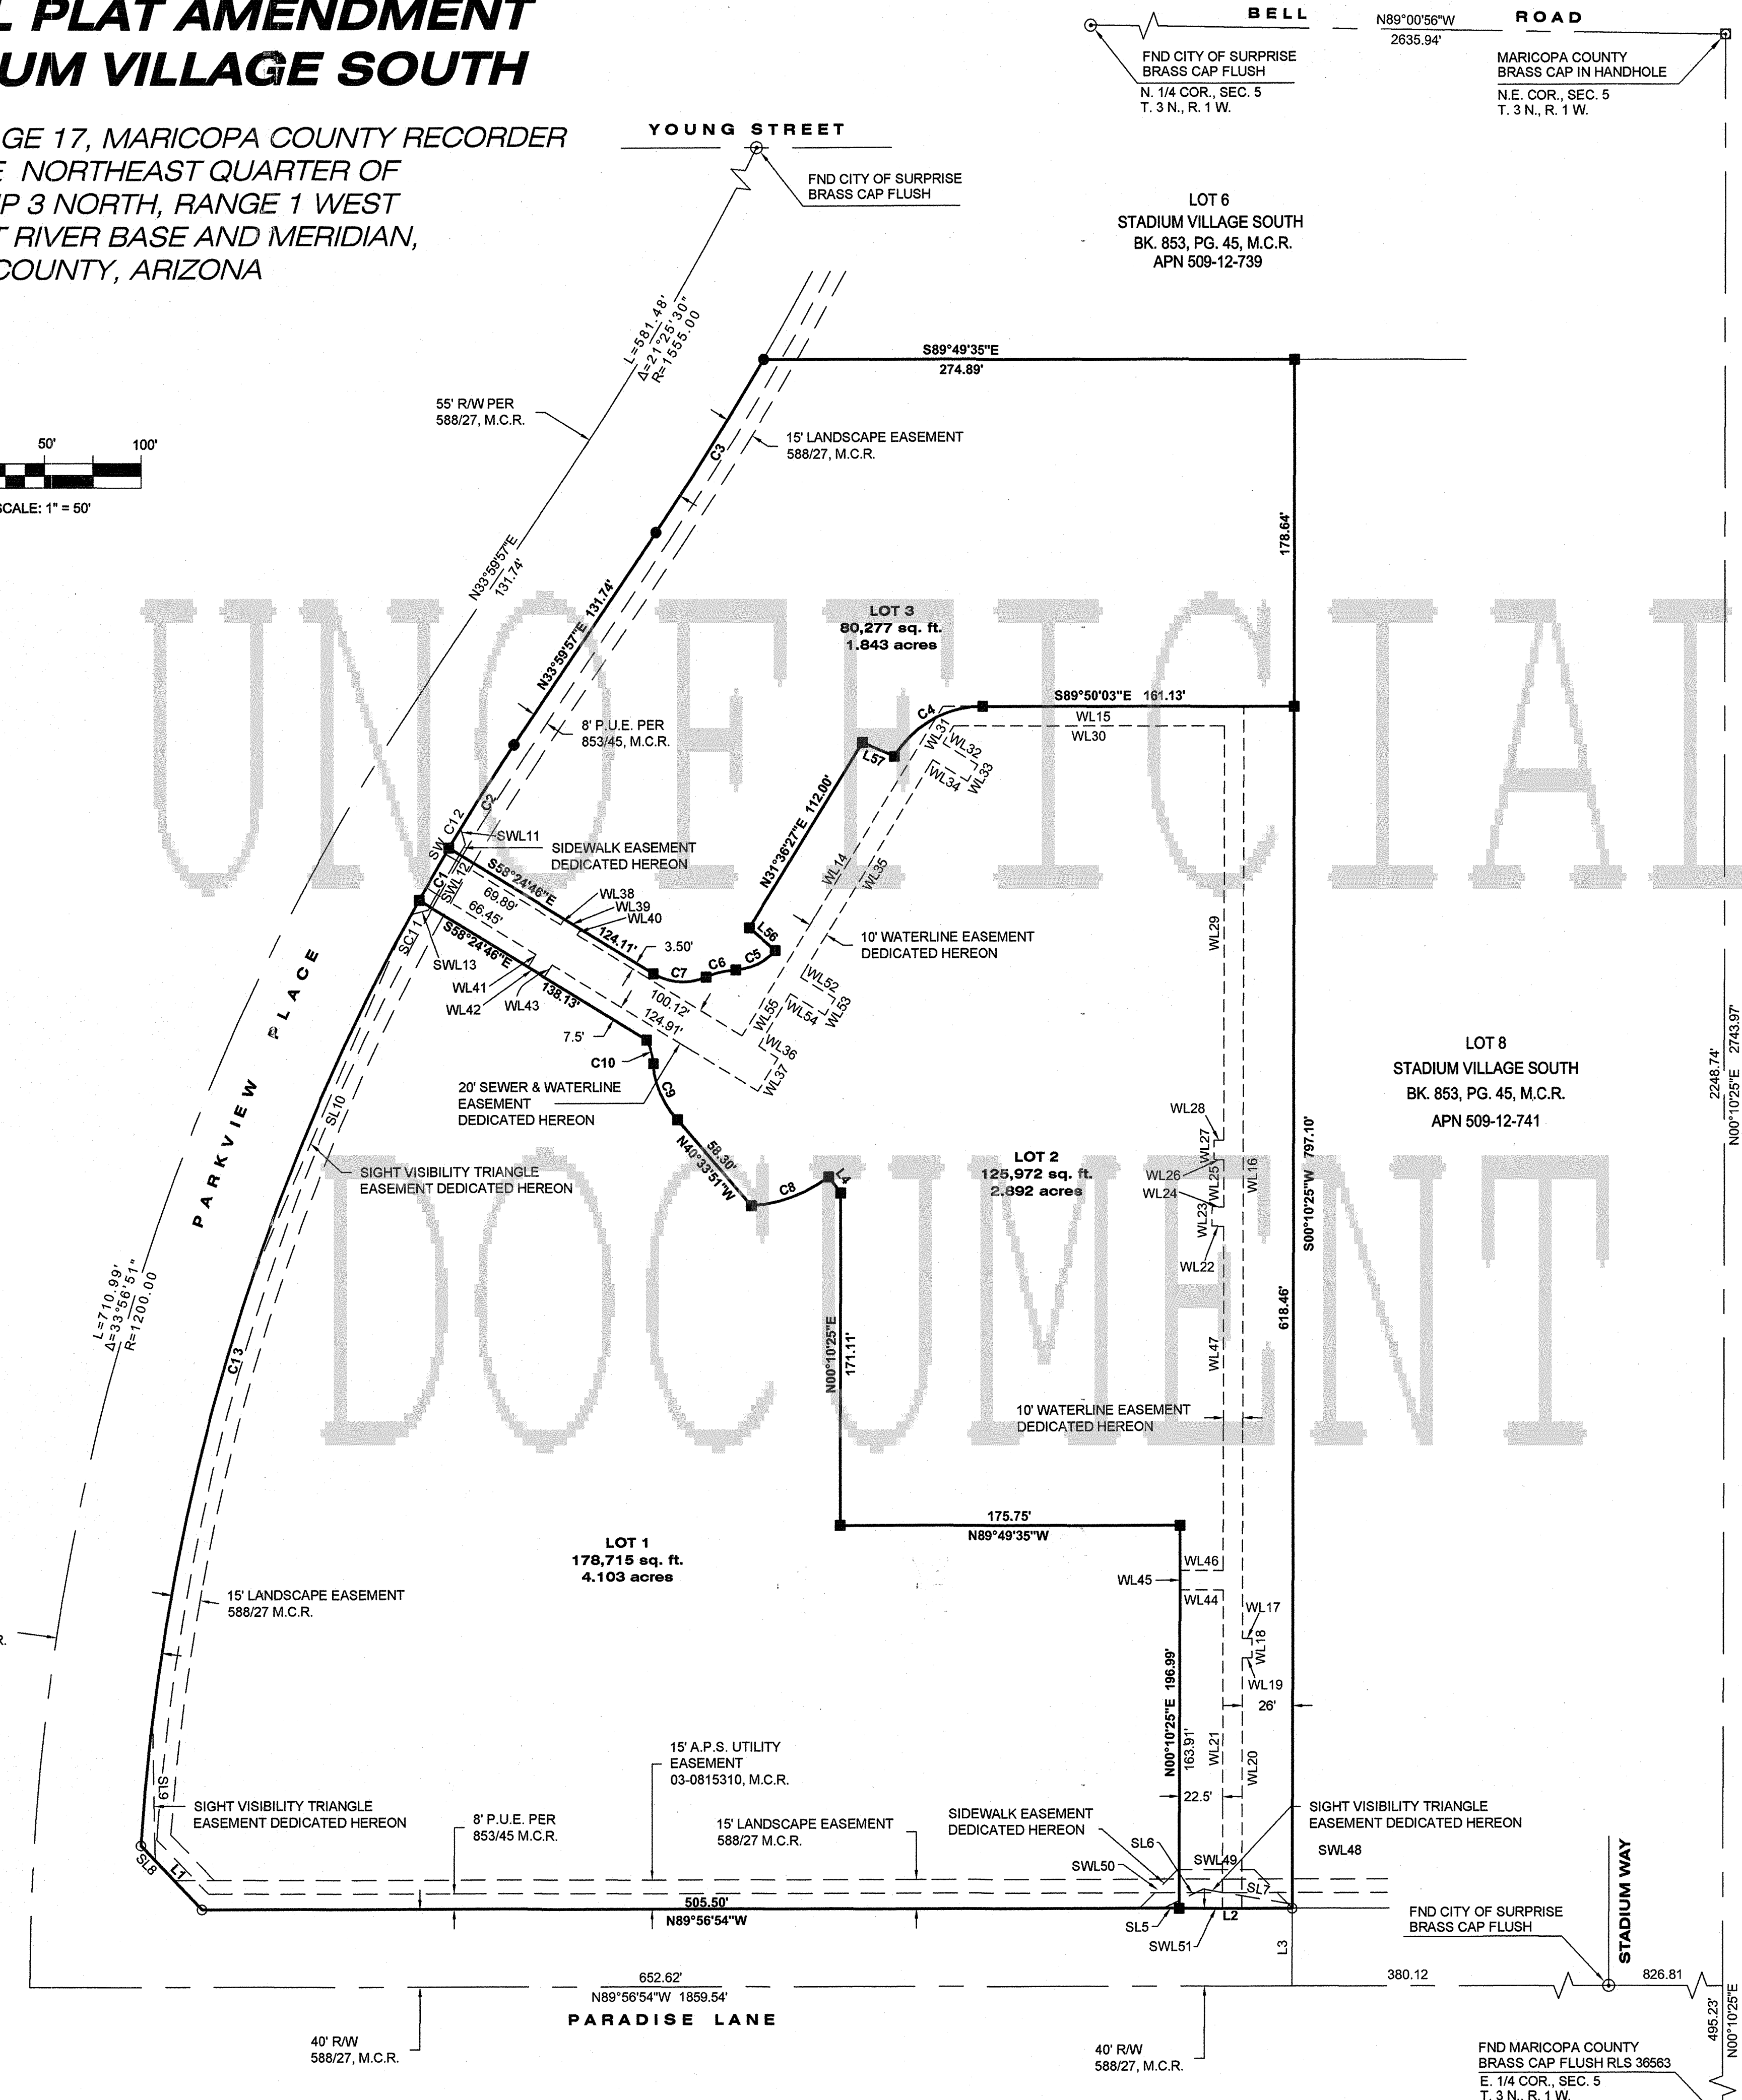 L PLAT AMENDMENT
UM VILLAGE SOUTH
GE 17, MARICOPA COUNTY RECORDER
E NORTHEAST QUARTER OF
IP 3 NORTH, RANGE 1 WEST
T RIVER BASE AND MERIDIAN,
COUNTY, ARIZONA
BELL ROAD
N89°00'56"W
2635.94'
FND CITY OF SURPRISE
BRASS CAP FLUSH
N. 1/4 COR., SEC. 5
T. 3 N., R. 1 W.
MARICOPA COUNTY
BRASS CAP IN HANDHOLE
N.E. COR., SEC. 5
T. 3 N., R. 1 W.
YOUNG STREET
FND CITY OF SURPRISE
BRASS CAP FLUSH
LOT 6
STADIUM VILLAGE SOUTH
BK. 853, PG. 45, M.C.R.
APN 509-12-739
L=581.48'
Δ=21°25'30"
R=1555.00
S89°49'35"E
274.89'
55' R/W PER
588/27, M.C.R.
15' LANDSCAPE EASEMENT
588/27, M.C.R.
C3
50' 100'
SCALE: 1" = 50'
178.64'
N33°59'57"E
131.74'
N33°59'57"E 131.74'
LOT 3
80,277 sq. ft.
1.843 acres
UNOFFICIAL
8' P.U.E. PER
853/45, M.C.R.
S89°50'03"E 161.13'
WL15
WL30
C4
WL31
WL32
WL33
WL34
L57
N31°36'27"E 112.00'
C2
SW C12
SWL11
SIDEWALK EASEMENT
DEDICATED HEREON
C1
SWL12
S58°24'46"E
69.89'
66.45'
S58°24'46"E
WL38
WL39
WL40
124.11'
3.50'
WL14
WL35
L56
10' WATERLINE EASEMENT
DEDICATED HEREON
WL29
SC11
SWL13
WL41
WL42
WL43
138.13'
C7
C6
C5
100.12'
124.91'
WL52
WL53
WL54
WL55
WL36
WL37
7.5'
C10
C9
20' SEWER & WATERLINE
EASEMENT
DEDICATED HEREON
PARKVIEW PLACE
SL10
SIGHT VISIBILITY TRIANGLE
EASEMENT DEDICATED HEREON
58.30'
N40°33'51"W
C8
L4
LOT 2
125,972 sq. ft.
2.892 acres
WL28
WL27
WL26
WL25
WL24
WL23
WL22
WL16
S00°10'25"W 797.10'
LOT 8
STADIUM VILLAGE SOUTH
BK. 853, PG. 45, M.C.R.
APN 509-12-741
2248.74'
N00°10'25"E 2743.97'
DOCUMENT
L=710.99'
Δ=33°56'51"
R=1200.00
C13
N00°10'25"E
171.11'
WL47
618.46'
10' WATERLINE EASEMENT
DEDICATED HEREON
175.75'
N89°49'35"W
LOT 1
178,715 sq. ft.
4.103 acres
WL46
WL45
WL44
WL17
WL18
WL19
26'
15' LANDSCAPE EASEMENT
588/27 M.C.R.
R.
N00°10'25"E 196.99'
163.91'
WL21
WL20
22.5'
15' A.P.S. UTILITY
EASEMENT
03-0815310, M.C.R.
SL9
SIGHT VISIBILITY TRIANGLE
EASEMENT DEDICATED HEREON
8' P.U.E. PER
853/45 M.C.R.
15' LANDSCAPE EASEMENT
588/27 M.C.R.
SIDEWALK EASEMENT
DEDICATED HEREON
SIGHT VISIBILITY TRIANGLE
EASEMENT DEDICATED HEREON
SL6
SWL49
SWL48
SWL50
SL7
SL8
L1
505.50'
N89°56'54"W
SL5
L2
SWL51
L3
FND CITY OF SURPRISE
BRASS CAP FLUSH
STADIUM WAY
652.62'
N89°56'54"W 1859.54'
380.12
826.81
PARADISE LANE
40' R/W
588/27, M.C.R.
40' R/W
588/27, M.C.R.
495.23'
N00°10'25"E
FND MARICOPA COUNTY
BRASS CAP FLUSH RLS 36563
E. 1/4 COR., SEC. 5
T. 3 N., R. 1 W.